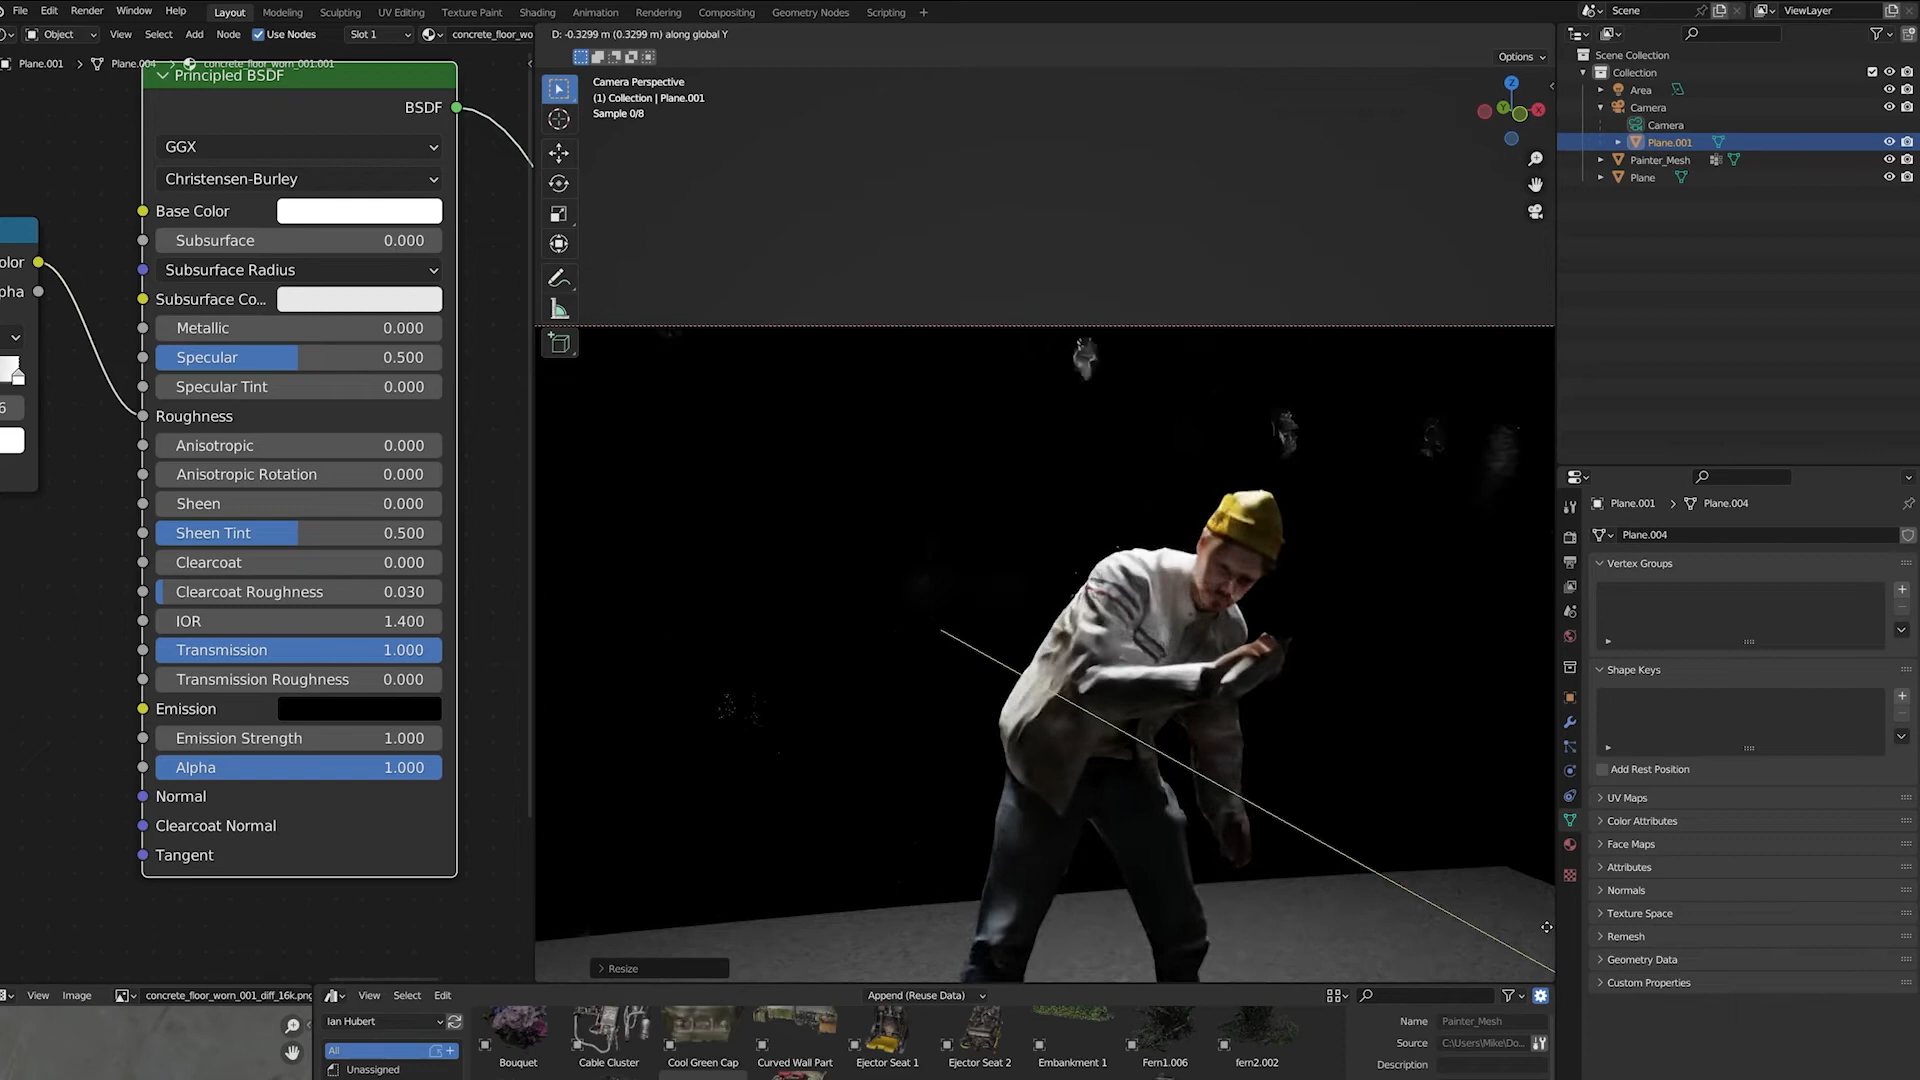 File Edit Render Window Help Layout Modeling Sculpting UV Editing Texture Paint Shading Animation Rendering Compositing Geometry Nodes Scripting + Scene ViewLayer
Object View Select Add Node Use Nodes Slot 1 concrete_floor_wo D: -0.3299 m (0.3299 m) along global Y
Options
Plane.001 > Plane.004 > concrete_floor_worn_001.001
Principled BSDF
BSDF
GGX
Christensen-Burley
Base Color
Subsurface 0.000
Subsurface Radius
Subsurface Co...
Metallic 0.000
Specular 0.500
Specular Tint 0.000
Roughness
Anisotropic 0.000
Anisotropic Rotation 0.000
Sheen 0.000
Sheen Tint 0.500
Clearcoat 0.000
Clearcoat Roughness 0.030
IOR 1.400
Transmission 1.000
Transmission Roughness 0.000
Emission
Emission Strength 1.000
Alpha 1.000
Normal
Clearcoat Normal
Tangent
olor
pha
6
Camera Perspective
(1) Collection | Plane.001
Sample 0/8
Z
Y
X
Resize
Scene Collection
Collection
Area
Camera
Camera
Plane.001
Painter_Mesh
Plane
Plane.001 > Plane.004
Plane.004
Vertex Groups
Shape Keys
Add Rest Position
UV Maps
Color Attributes
Face Maps
Attributes
Normals
Texture Space
Remesh
Geometry Data
Custom Properties
View Image concrete_floor_worn_001_diff_16k.png View Select Edit Append (Reuse Data)
Ian Hubert
All
Unassigned
Bouquet Cable Cluster Cool Green Cap Curved Wall Part Ejector Seat 1 Ejector Seat 2 Embankment 1 Fern1.006 fern2.002
Name Painter_Mesh
Source C:\Users\Mike\Do...
Description